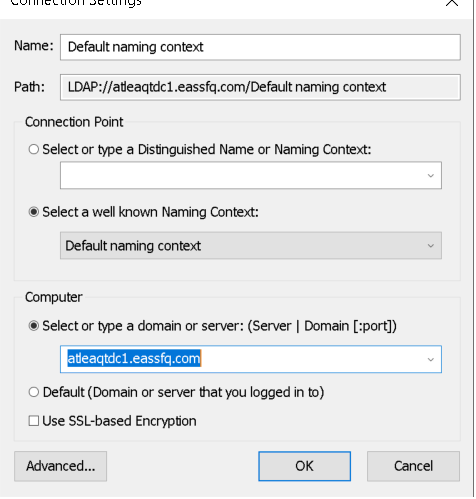 Connection Settings
Name: Default naming context
Path: LDAP://atleaqtdc1.eassfq.com/Default naming context
Connection Point
Select or type a Distinguished Name or Naming Context:
Select a well known Naming Context:
Default naming context
Computer
Select or type a domain or server: (Server | Domain [:port])
atleaqtdc1.eassfq.com
Default (Domain or server that you logged in to)
Use SSL-based Encryption
Advanced... OK Cancel